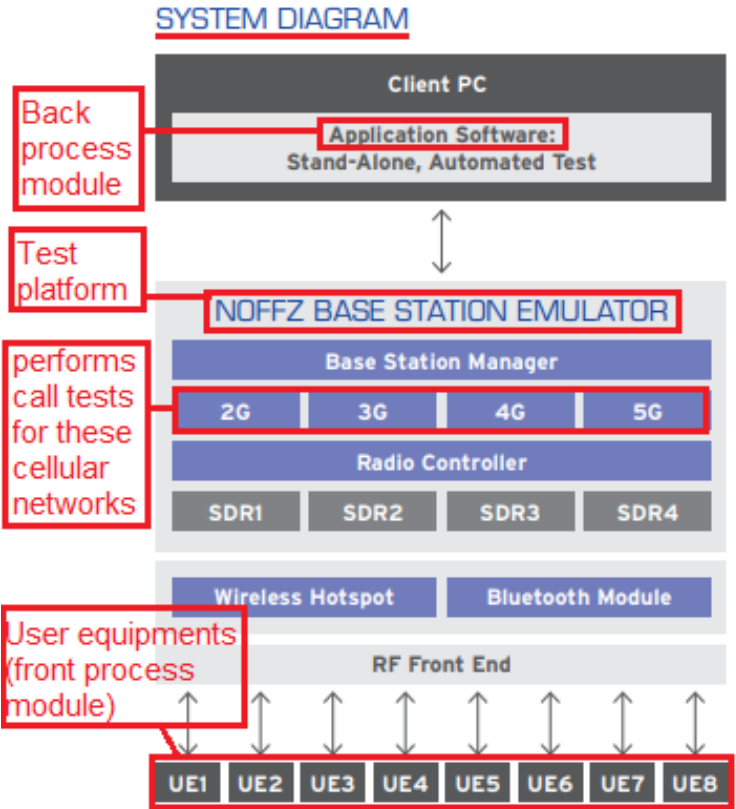 SYSTEM DIAGRAM
Client PC
Back
process
module
Application Software:
Stand-Alone, Automated Test
Test
platform
NOFFZ BASE STATION EMULATOR
Base Station Manager
performs
call tests
for these
cellular
networks
2G 3G 4G 5G
Radio Controller
SDR1 SDR2 SDR3 SDR4
Wireless Hotspot Bluetooth Module
User equipments
(front process
module)
RF Front End
UE1 UE2 UE3 UE4 UE5 UE6 UE7 UE8